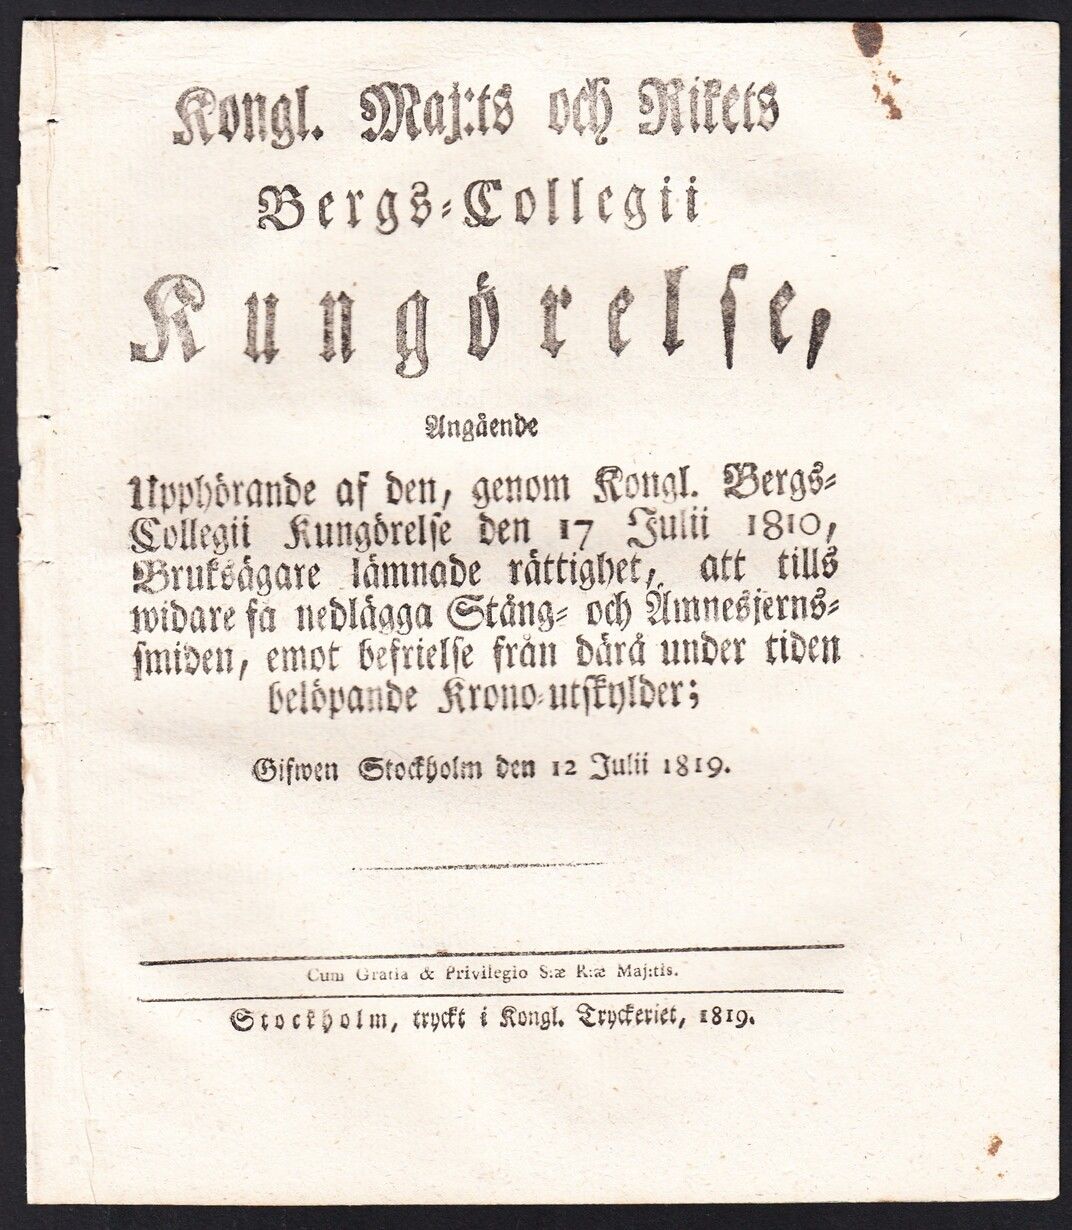 Kongl. Maj:ts och Rikets
Bergs-Collegii
Kungörelse,
Angående
Upphörande af den, genom Kongl. Bergs-
Collegii Kungörelse den 17 Julii 1810,
Bruksägare lämnade rättighet, att tills
widare få nedlägga Stång- och Ämnesjerns-
smiden, emot befrielse från därå under tiden
belöpande Krono-utskylder;
Gifwen Stockholm den 12 Julii 1819.
Cum Gratia & Privilegio S:æ R:æ Maj:tis.
Stockholm, tryckt i Kongl. Tryckeriet, 1819.